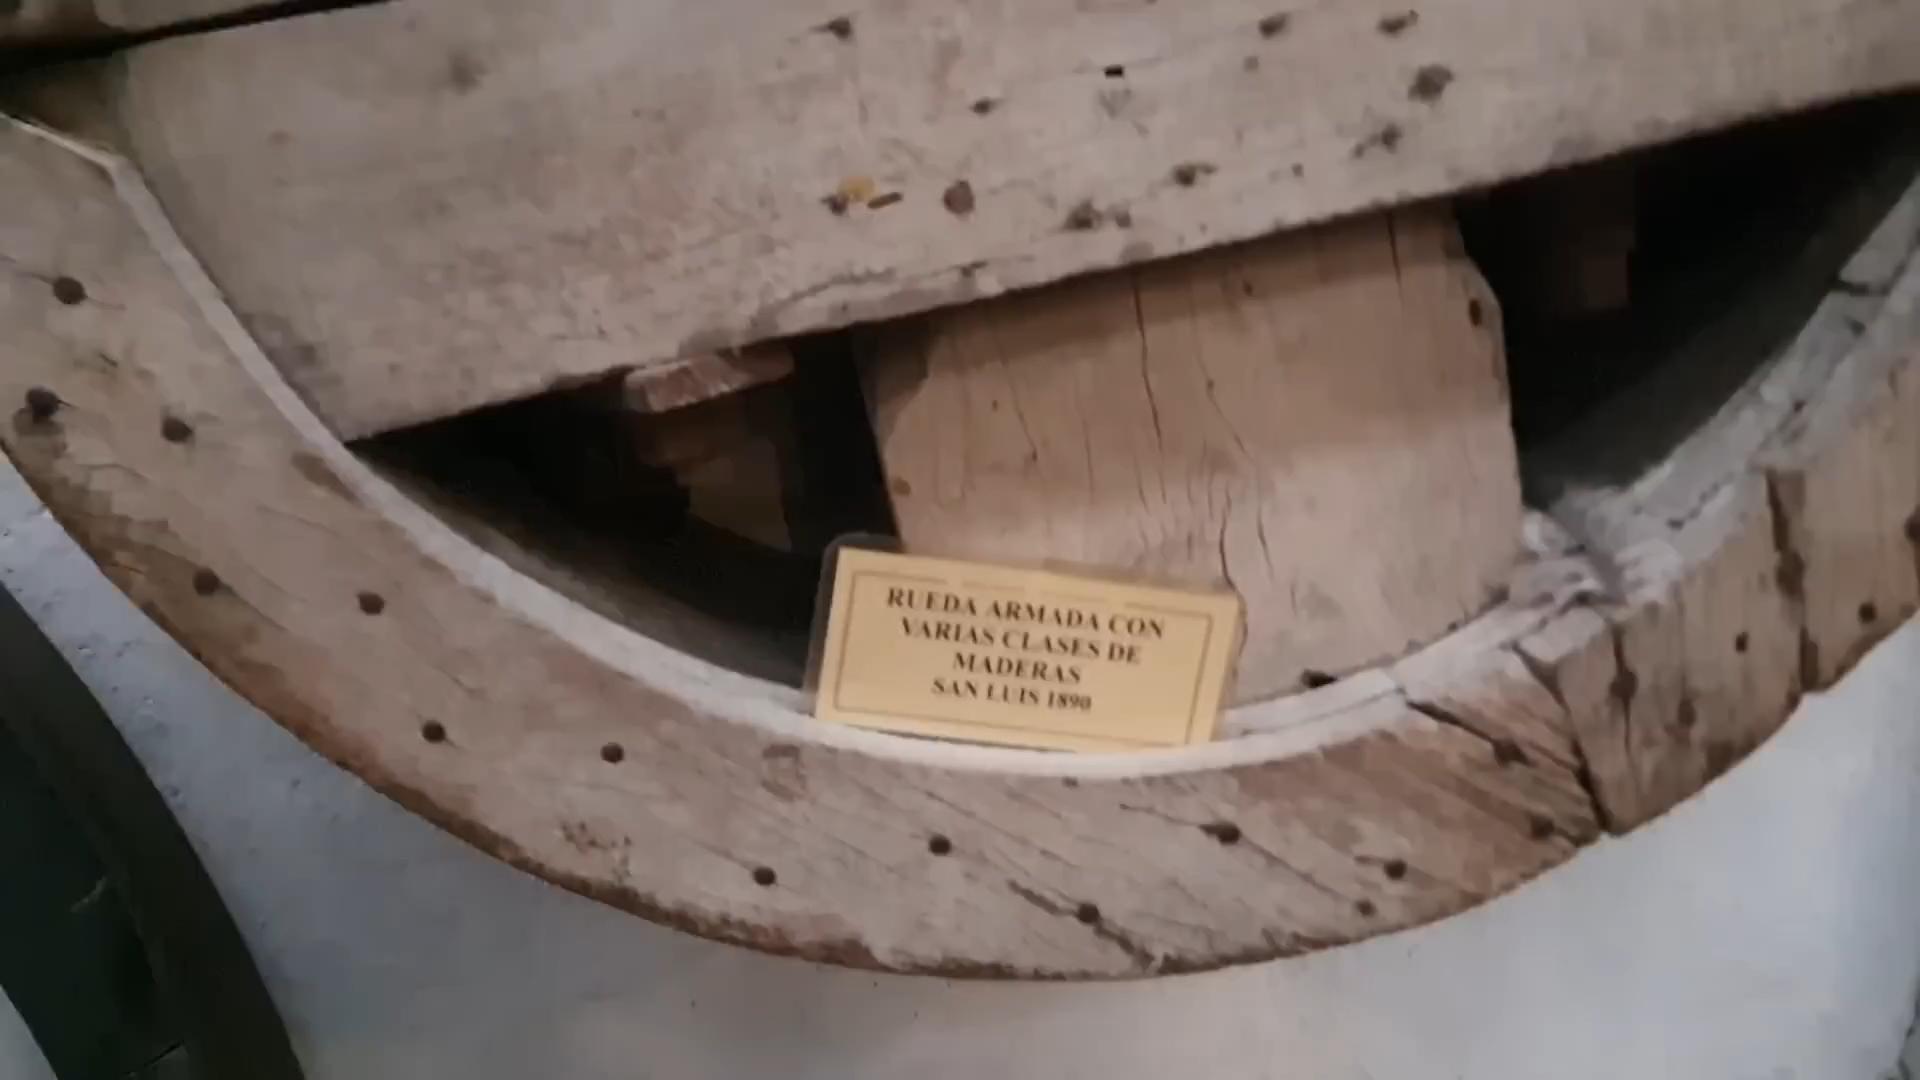 RUEDA ARMADA CON
VARIAS CLASES DE
MADERAS
SAN LUIS 1890